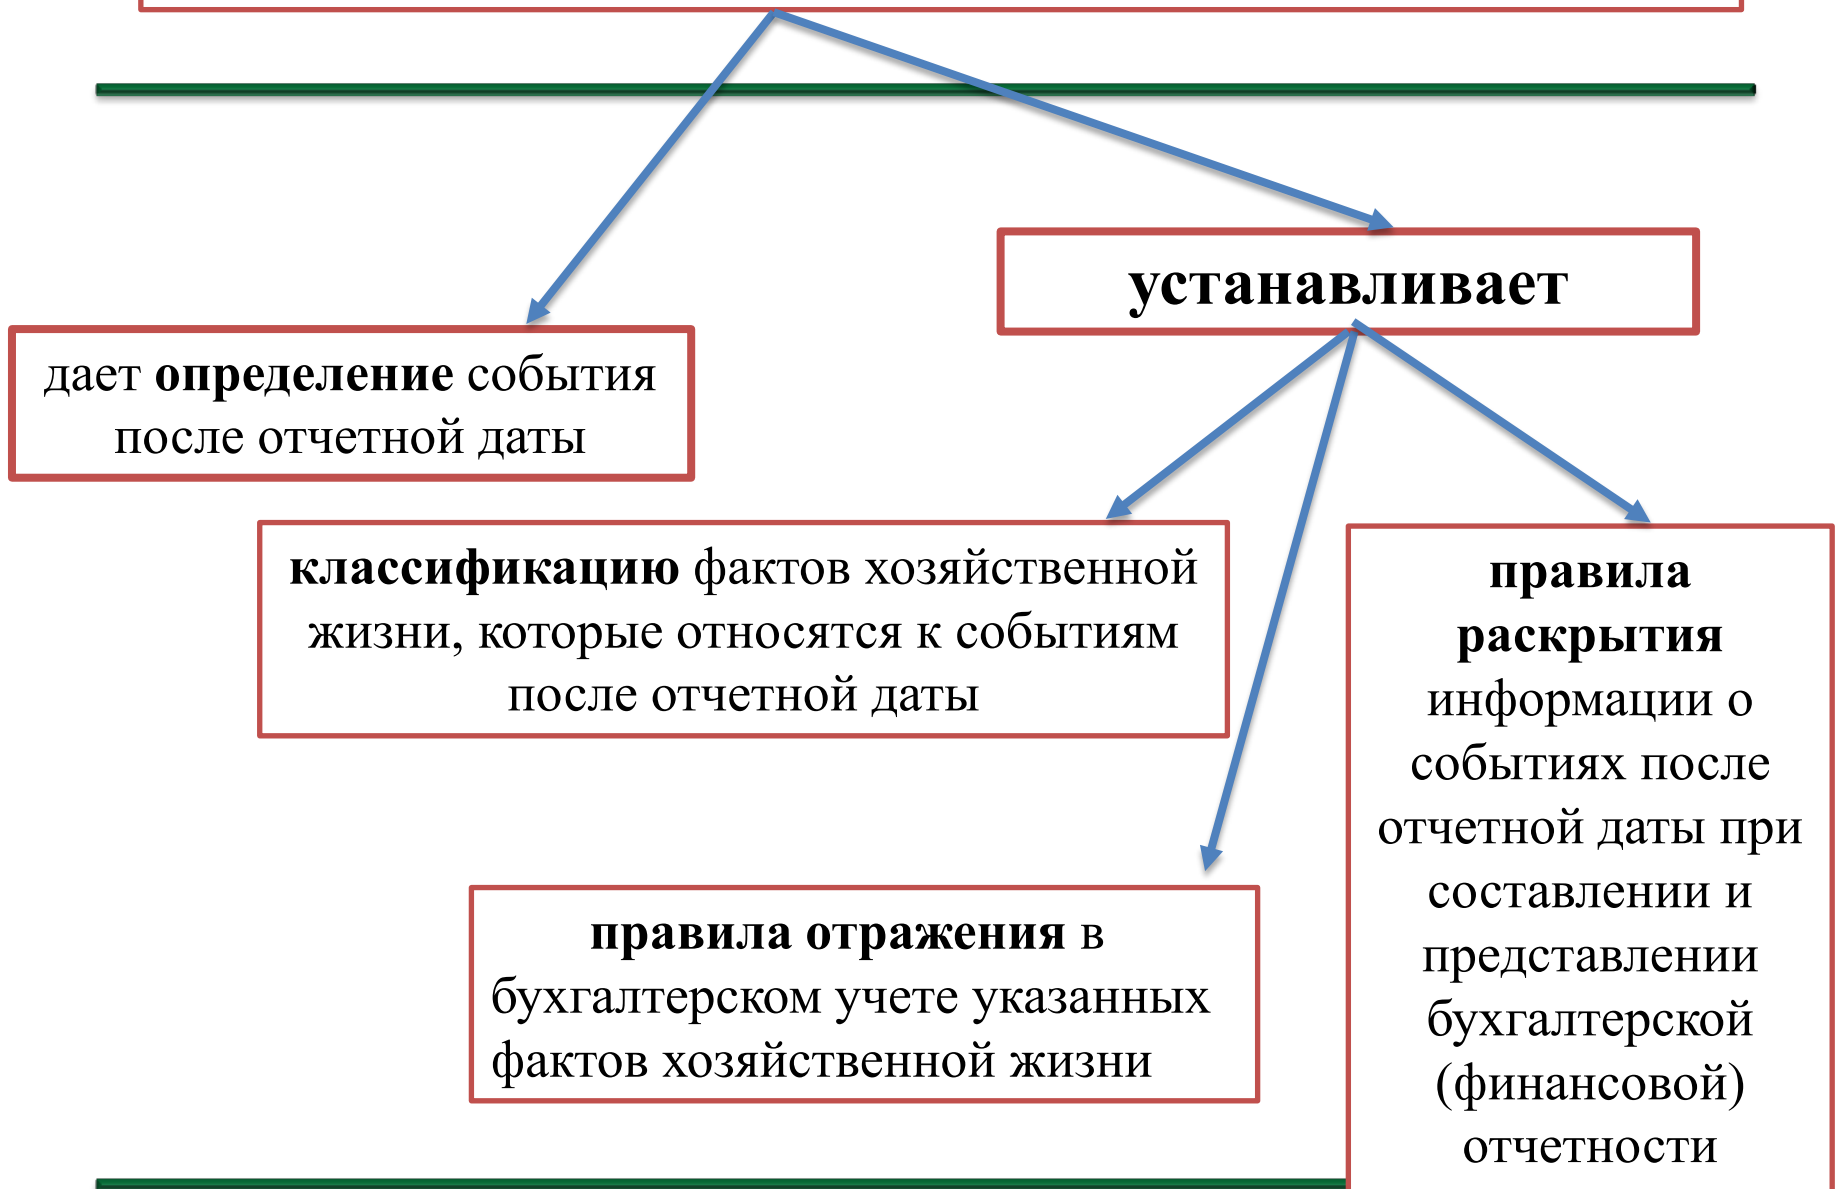 устанавливает
дает определение события
после отчетной даты
классификацию фактов хозяйственной
жизни, которые относятся к событиям
после отчетной даты
правила отражения в
бухгалтерском учете указанных
фактов хозяйственной жизни
правила
раскрытия
информации о
событиях после
отчетной даты при
составлении и
представлении
бухгалтерской
(финансовой)
отчетности